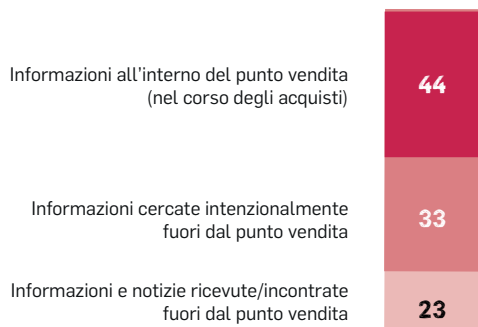 Informazioni all’interno del punto vendita
(nel corso degli acquisti)
44
Informazioni cercate intenzionalmente
fuori dal punto vendita
33
Informazioni e notizie ricevute/incontrate
fuori dal punto vendita
23